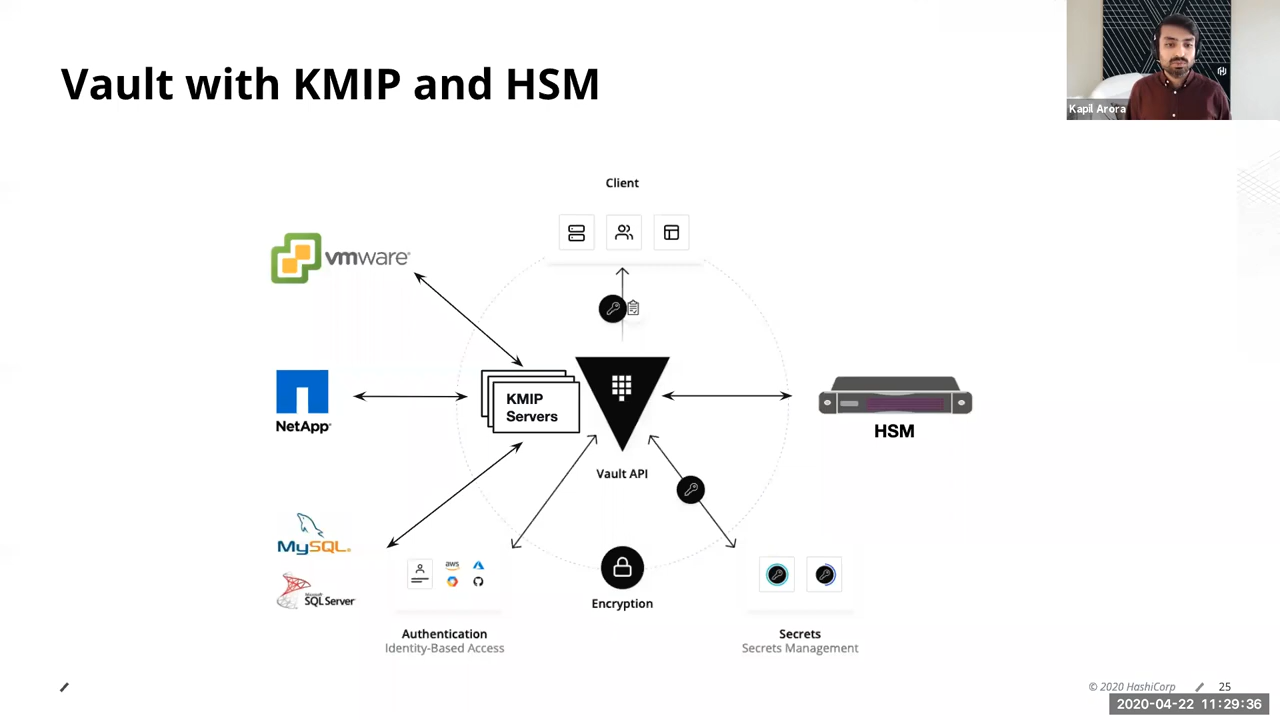 Vault with KMIP and HSM
Kapil Arora
Client
vmware®
KMIP
Servers
NetApp®
HSM
Vault API
MySQL®
aws
Microsoft
SQL Server
Encryption
Authentication
Identity-Based Access
Secrets
Secrets Management
© 2020 HashiCorp
25
2020-04-22 11:29:36